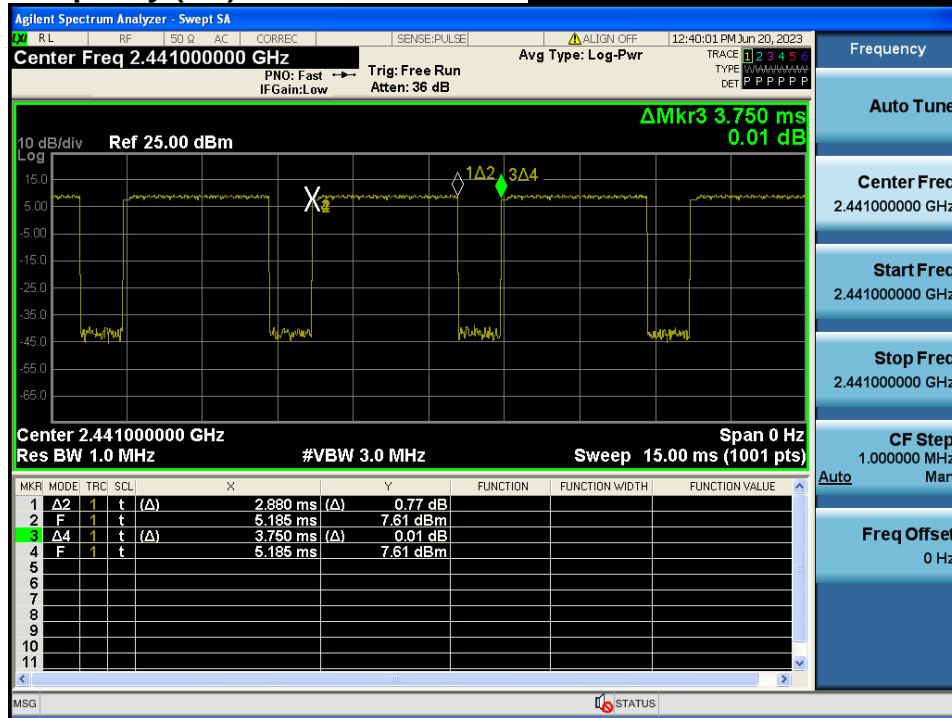 Agilent Spectrum Analyzer - Swept SA
RL RF 50 Ω AC CORREC SENSE:PULSE ALIGN OFF 12:40:01 PM Jun 20, 2023
Center Freq 2.441000000 GHz
PNO: Fast
IFGain:Low
Trig: Free Run
Atten: 36 dB
Avg Type: Log-Pwr
TRACE 1 2 3 4 5 6
TYPE
DET P P P P P P
ΔMkr3 3.750 ms
0.01 dB
10 dB/div Ref 25.00 dBm
Log
15.0
5.00
-5.00
-15.0
-25.0
-35.0
-45.0
-55.0
-65.0
1Δ2 3Δ4
Center 2.441000000 GHz Span 0 Hz
Res BW 1.0 MHz #VBW 3.0 MHz Sweep 15.00 ms (1001 pts)
MKR MODE TRC SCL X Y FUNCTION FUNCTION WIDTH FUNCTION VALUE
1 Δ2 1 t (Δ) 2.880 ms (Δ) 0.77 dB
2 F 1 t 5.185 ms 7.61 dBm
3 Δ4 1 t (Δ) 3.750 ms (Δ) 0.01 dB
4 F 1 t 5.185 ms 7.61 dBm
5
6
7
8
9
10
11
MSG STATUS
Frequency
Auto Tune
Center Freq
2.441000000 GHz
Start Freq
2.441000000 GHz
Stop Freq
2.441000000 GHz
CF Step
1.000000 MHz
Auto Man
Freq Offset
0 Hz